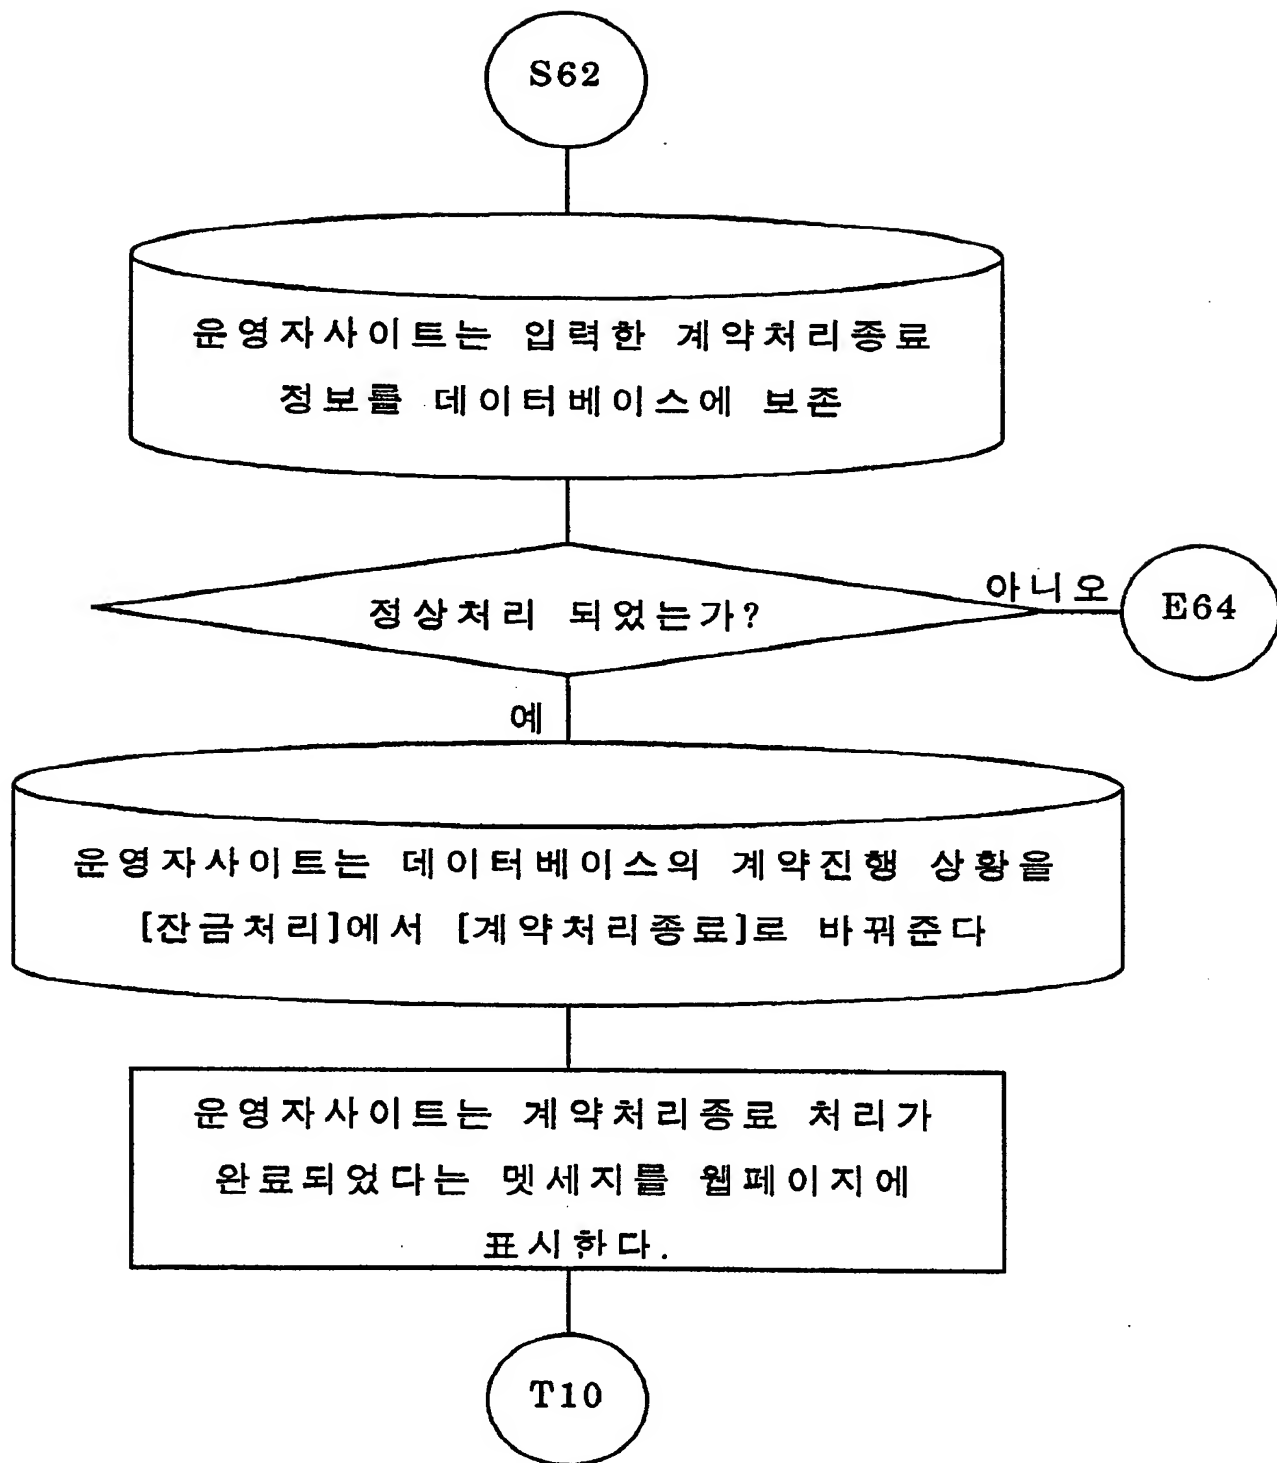 S62
운영자사이트는 입력한 계약처리종료
정보를 데이터베이스에 보존
정상처리 되었는가?
아니오
E64
예
운영자사이트는 데이터베이스의 계약진행 상황을
[잔금처리]에서 [계약처리종료]로 바꿔준다
운영자사이트는 계약처리종료 처리가
완료되었다는 멧세지를 웹페이지에
표시한다.
T10